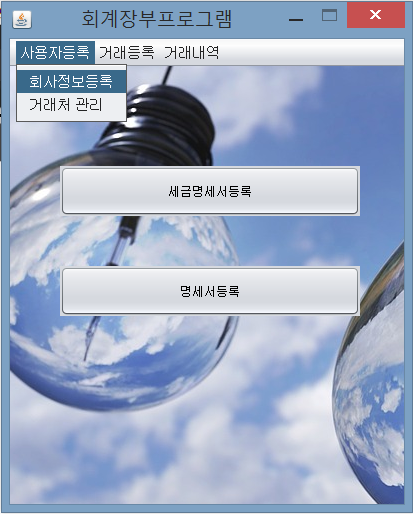 회계장부프로그램
사용자등록 거래등록 거래내역
회사정보등록
거래처 관리
세금명세서등록
명세서등록